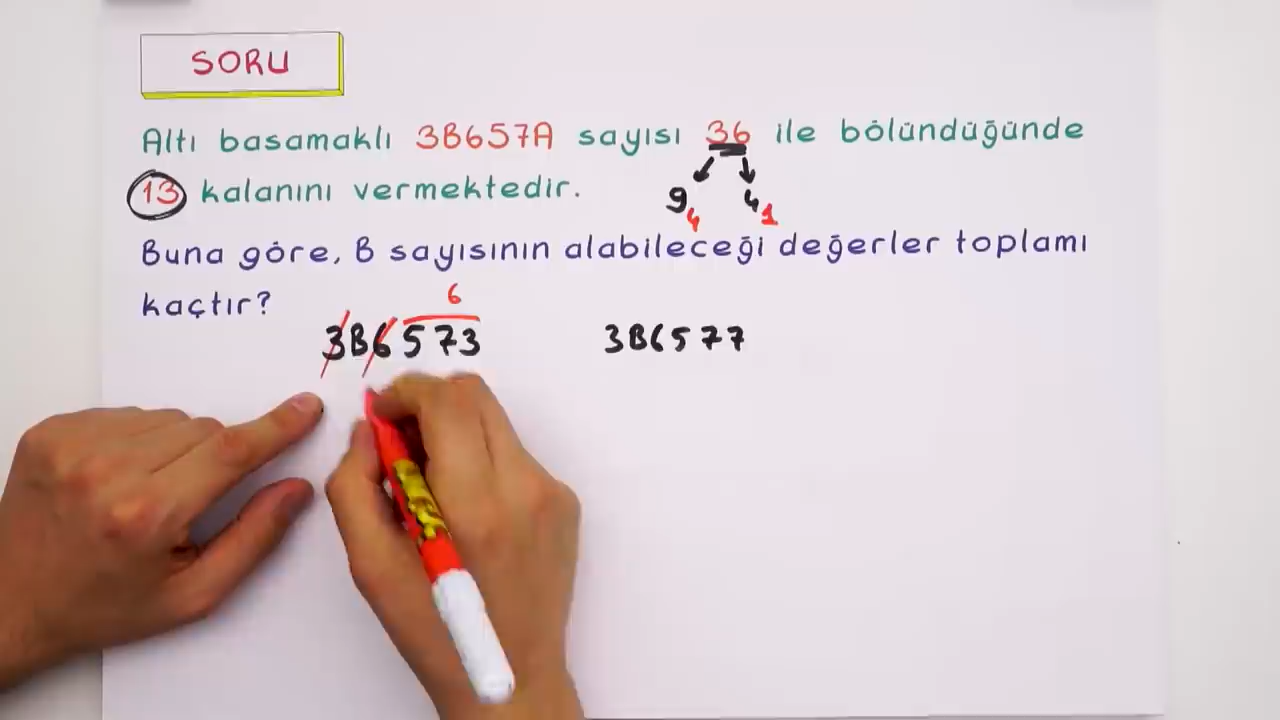 SORU
Altı basamaklı 3B657A sayısı 36 ile bölündüğünde
13 kalanını vermektedir.
9 4 4 1
Buna göre, B sayısının alabileceği değerler toplamı
kaçtır?
6
3B6573 3B6577